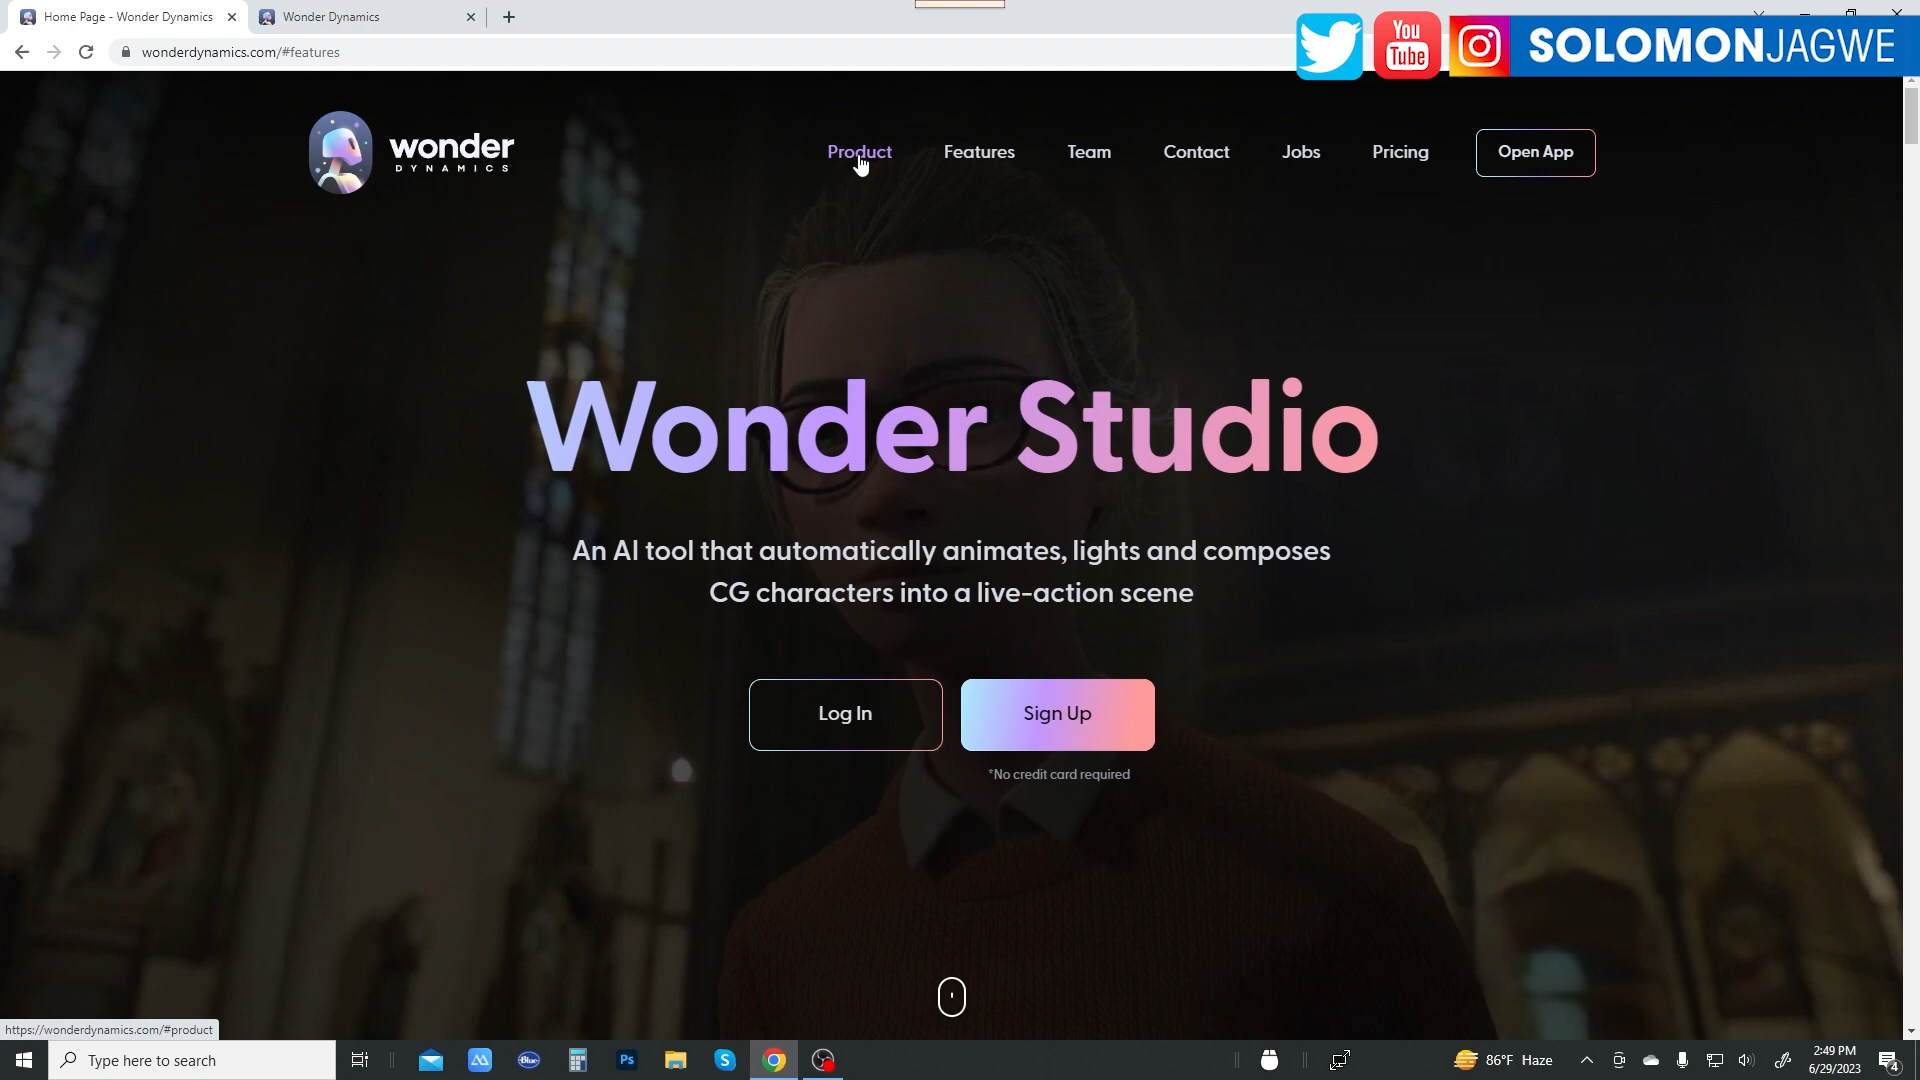 Home Page - Wonder Dynamics
Wonder Dynamics
wonderdynamics.com/#features
You
Tube
SOLOMONJAGWE
wonder
DYNAMICS
Product
Features
Team
Contact
Jobs
Pricing
Open App
Wonder Studio
An AI tool that automatically animates, lights and composes
CG characters into a live-action scene
Log In
Sign Up
*No credit card required
https://wonderdynamics.com/#product
Type here to search
Blue
Ps
S
86°F Haze
2:49 PM
6/29/2023
4